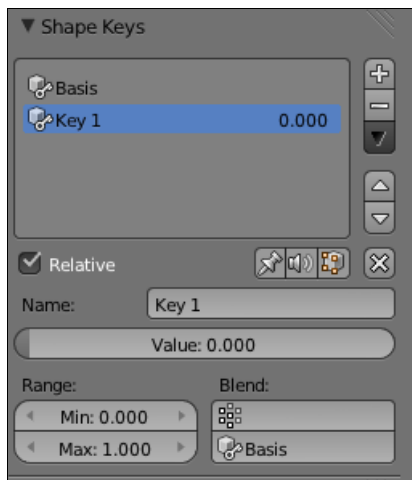 Shape Keys
Basis
Key 1 0.000
Relative
Name: Key 1
Value: 0.000
Range: Blend:
Min: 0.000
Max: 1.000 Basis